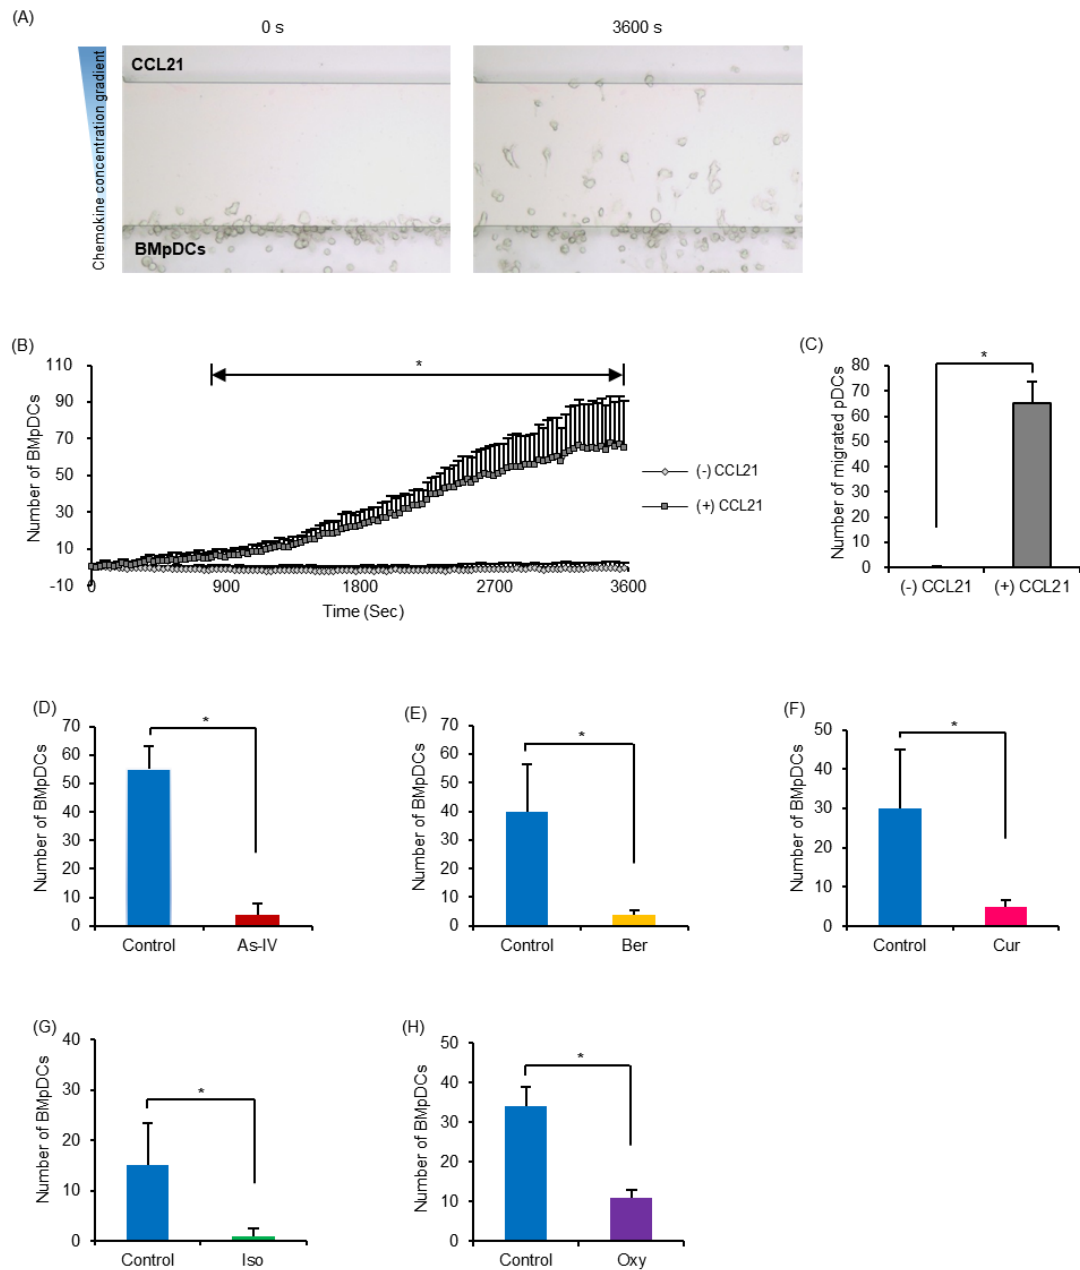 (A)
0 s
3600 s
Chemokine concentration gradient
CCL21
BMpDCs
(B)
Number of BMpDCs
110
90
70
50
30
10
-10
*
0
900
1800
2700
3600
Time (Sec)
(-) CCL21
(+) CCL21
(C)
Number of migrated pDCs
80
70
60
50
40
30
20
10
0
*
(-) CCL21
(+) CCL21
(D)
Number of BMpDCs
70
60
50
40
30
20
10
0
*
Control
As-IV
(E)
Number of BMpDCs
70
60
50
40
30
20
10
0
*
Control
Ber
(F)
Number of BMpDCs
50
40
30
20
10
0
*
Control
Cur
(G)
Number of BMpDCs
40
30
20
10
0
*
Control
Iso
(H)
Number of BMpDCs
50
40
30
20
10
0
*
Control
Oxy